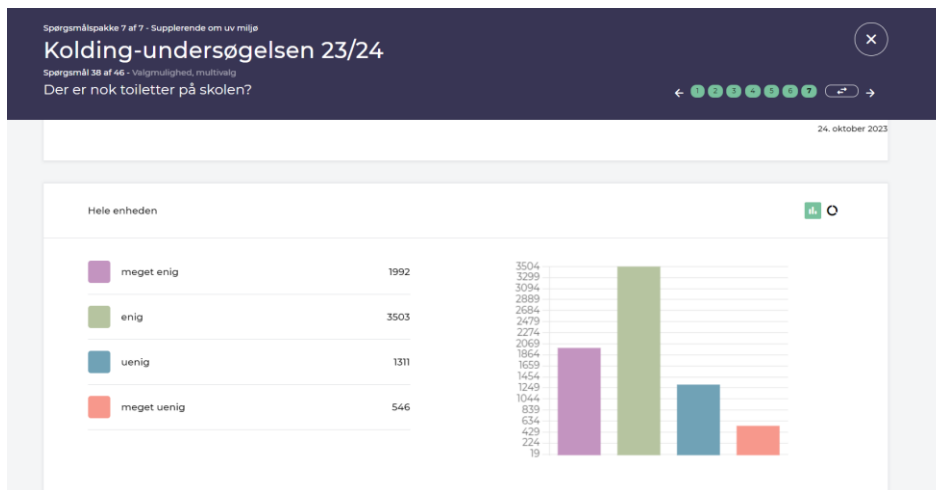 Spørgsmålspakke 7 af 7 - Supplerende om uv miljø
Kolding-undersøgelsen 23/24
Spørgsmål 38 af 46 - Valgmulighed, multivalg
Der er nok toiletter på skolen?
1 2 3 4 5 6 7
24. oktober 2023
Hele enheden
meget enig 1992
enig 3503
uenig 1311
meget uenig 546
3504
3299
3094
2889
2684
2479
2274
2069
1864
1659
1454
1249
1044
839
634
429
224
19